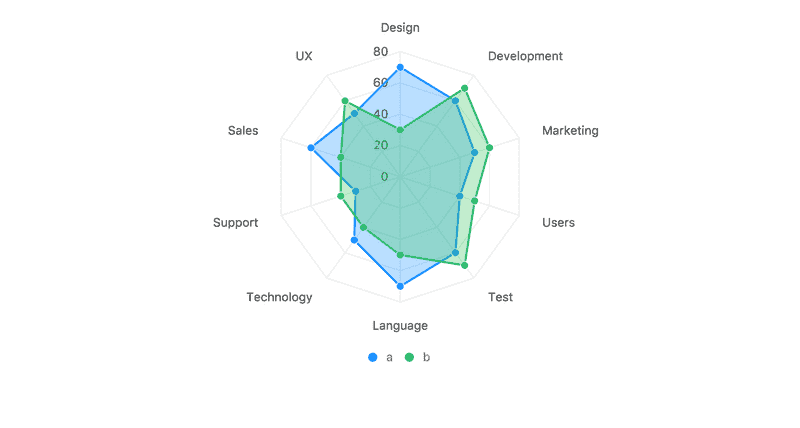 Design
80
UX
Development
60
40
Sales
Marketing
20
0
Support
Users
Technology
Test
Language
a b